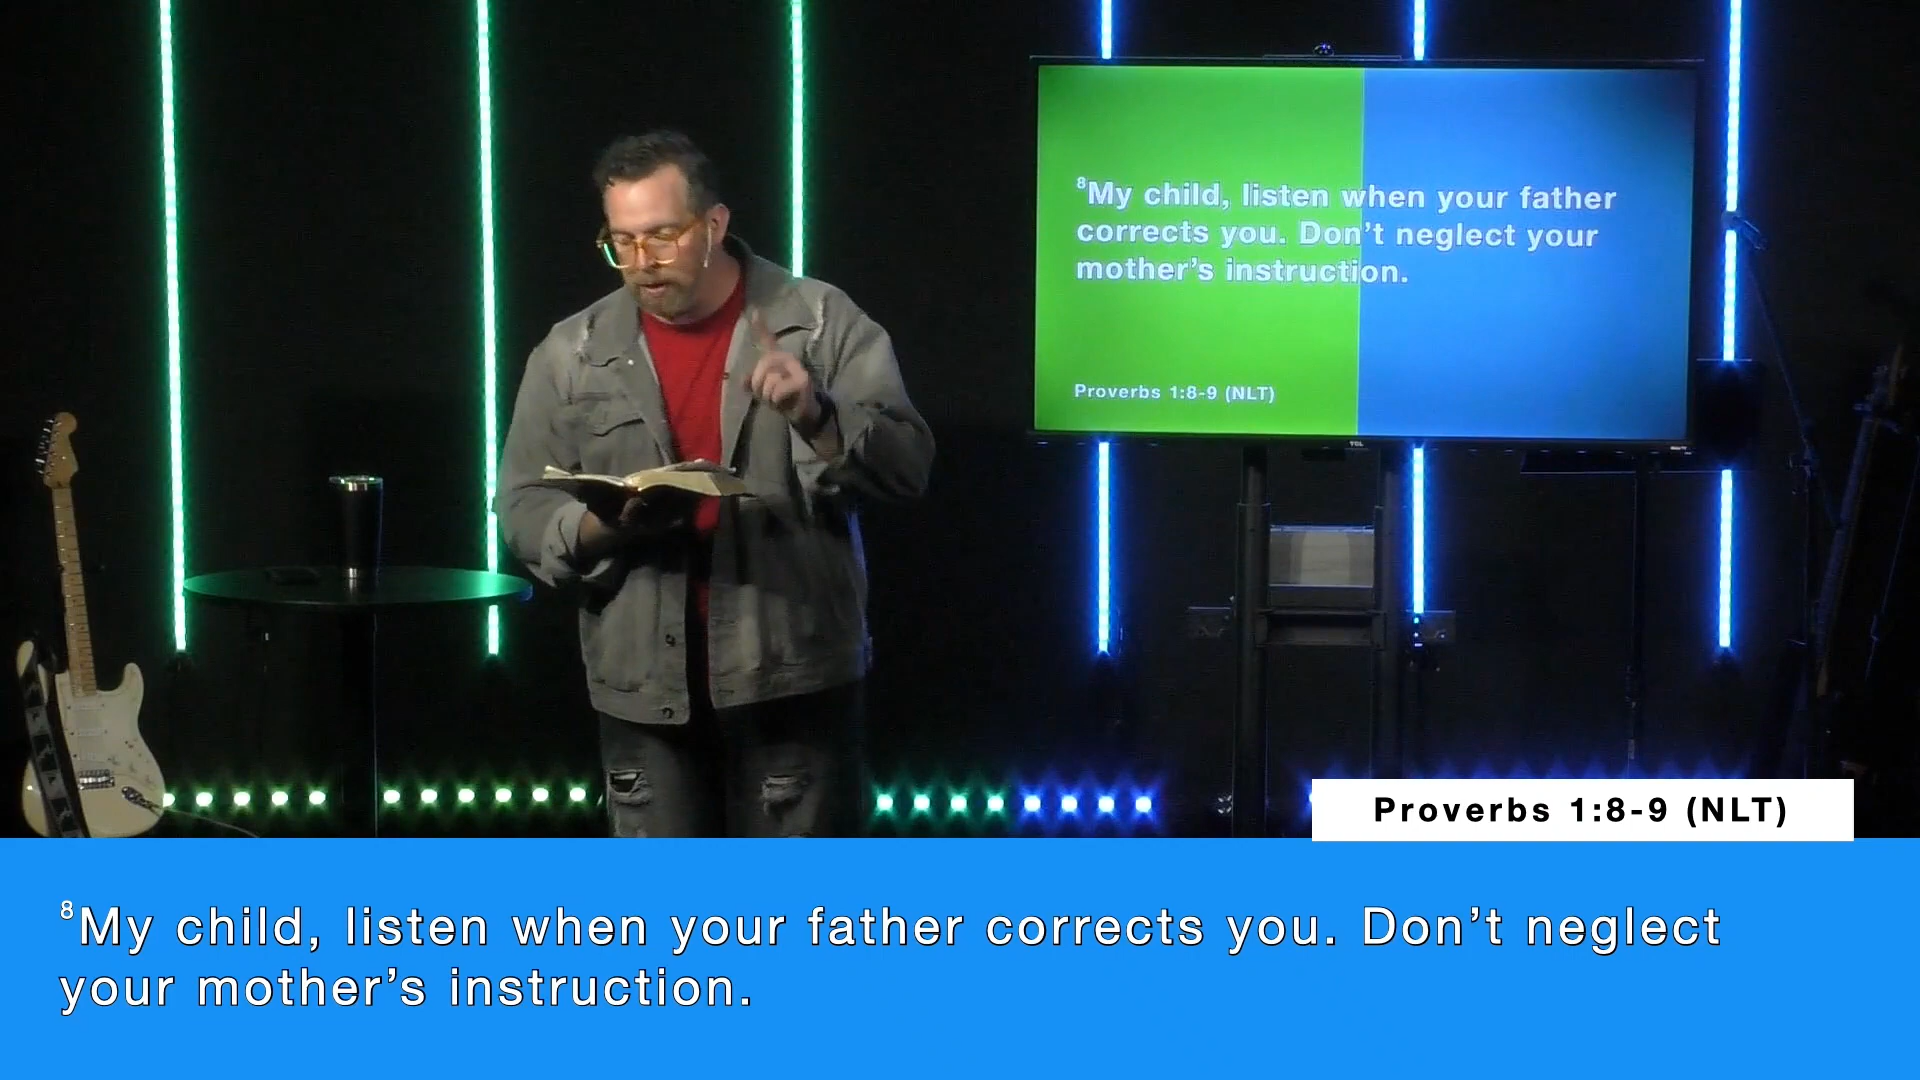 ⁸My child, listen when your father
corrects you. Don’t neglect your
mother’s instruction.
Proverbs 1:8-9 (NLT)
TCL
Proverbs 1:8-9 (NLT)
⁸My child, listen when your father corrects you. Don’t neglect
your mother’s instruction.